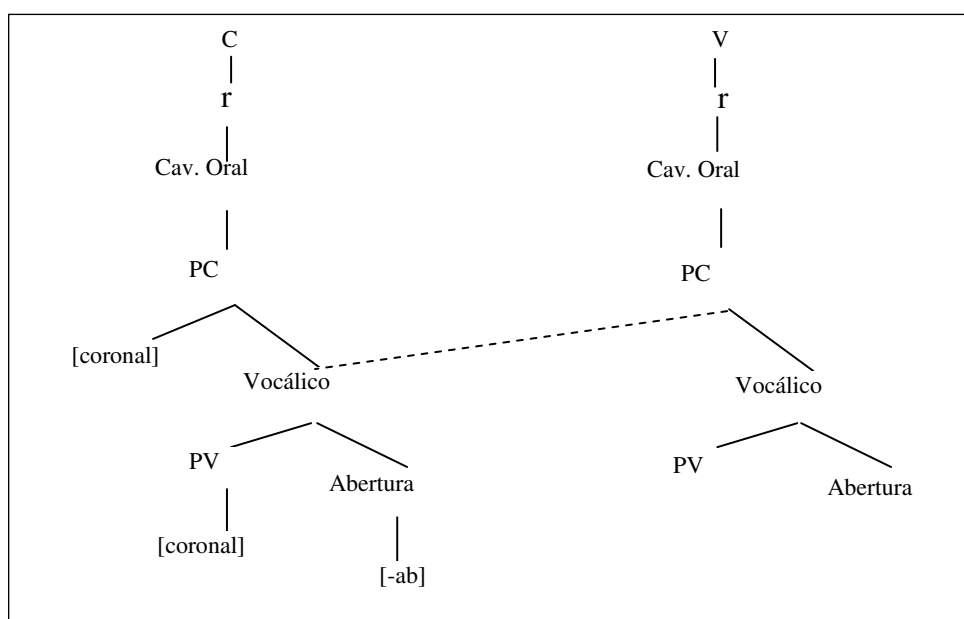 C V
r r
Cav. Oral Cav. Oral
PC PC
[coronal]
Vocálico Vocálico
PV Abertura PV Abertura
[coronal]
[-ab]